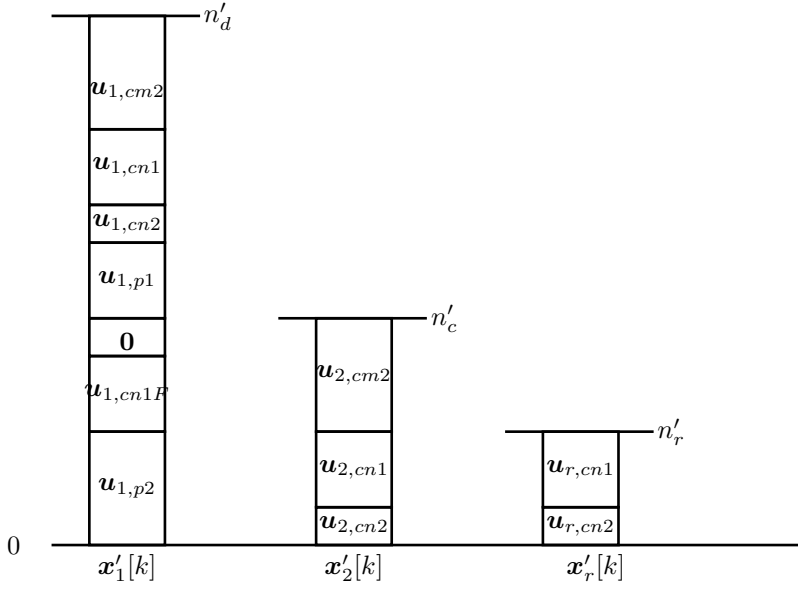 n′_d
u_{1,cm2}
u_{1,cn1}
u_{1,cn2}
u_{1,p1}
0
u_{1,cn1F}
u_{1,p2}
n′_c
u_{2,cm2}
u_{2,cn1}
u_{2,cn2}
n′_r
u_{r,cn1}
u_{r,cn2}
0
x′_1[k] x′_2[k] x′_r[k]